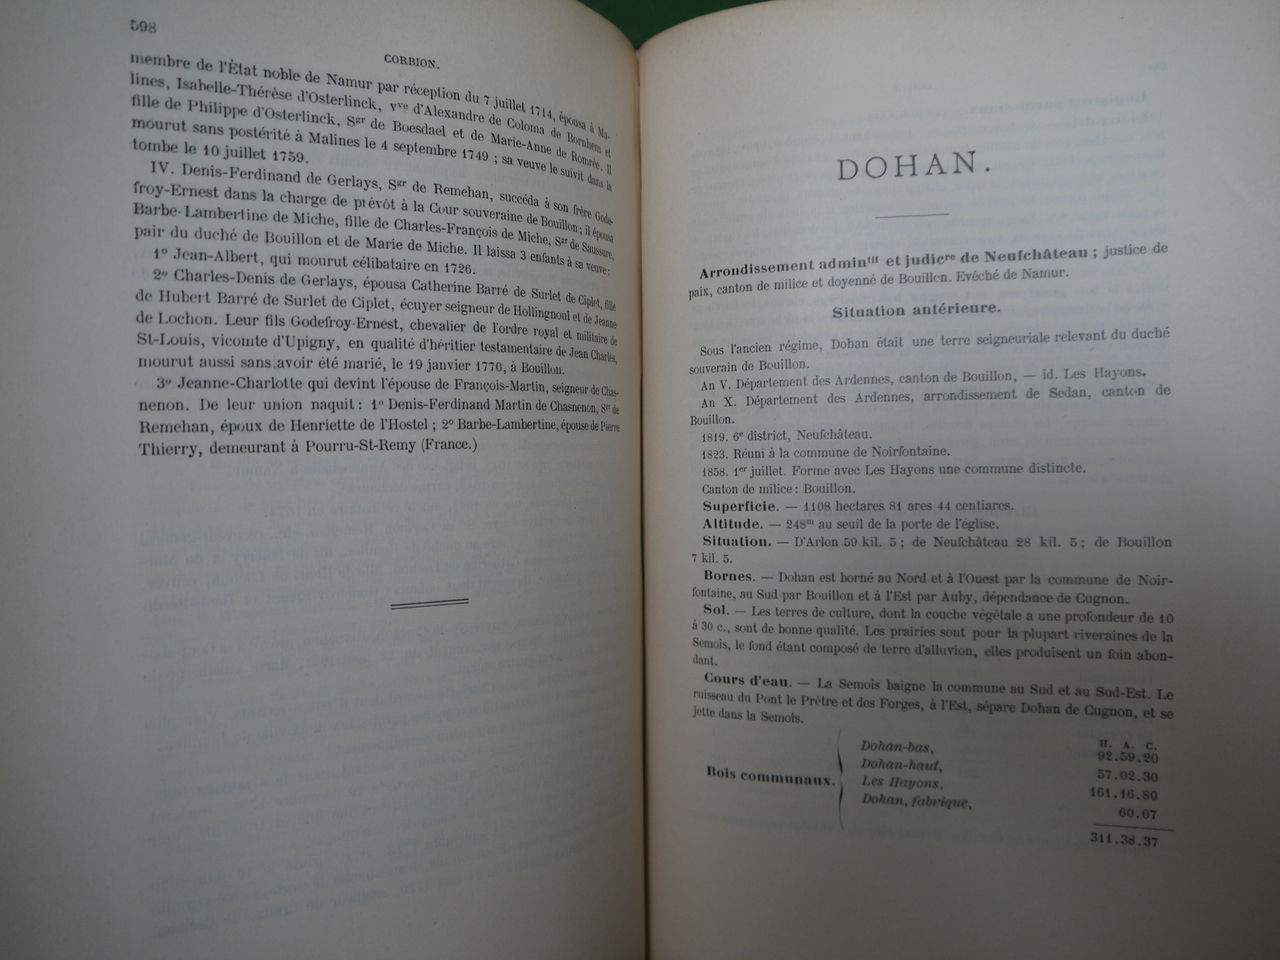 598
CORBION.
membre de l'État noble de Namur par réception du 7 juillet 1714, épousa à Ma-
lines, Isabelle-Thérèse d'Osterlinck, vve d'Alexandre de Coloma de Bornhem et
fille de Philippe d'Osterlinck, Sgr de Boesdael et de Marie-Anne de Romrée. Il
mourut sans postérité à Malines le 4 septembre 1749 ; sa veuve le suivit dans la
tombe le 10 juillet 1759.
IV. Denis-Ferdinand de Gerlays, Sgr de Remehan, succéda à son frère Gode-
froy-Ernest dans la charge de prévôt à la Cour souveraine de Bouillon ; il épousa
Barbe-Lambertine de Miche, fille de Charles-François de Miche, Sgr de Saussure,
pair du duché de Bouillon et de Marie de Miche. Il laissa 3 enfants à sa veuve :
1o Jean-Albert, qui mourut célibataire en 1726.
2o Charles-Denis de Gerlays, épousa Catherine Barré de Surlet de Ciplet, fille
de Hubert Barré de Surlet de Ciplet, écuyer seigneur de Hollingnoul et de Jeanne
de Lochon. Leur fils Godefroy-Ernest, chevalier de l'ordre royal et militaire de
St-Louis, vicomte d'Upigny, en qualité d'héritier testamentaire de Jean Charles,
mourut aussi sans avoir été marié, le 19 janvier 1770, à Bouillon.
3o Jeanne-Charlotte qui devint l'épouse de François-Martin, seigneur de Chas-
nenon. De leur union naquit : 1o Denis-Ferdinand Martin de Chasnenon, Sgr de
Remehan, époux de Henriette de l'Hostel ; 2o Barbe-Lambertine, épouse de Pierre
Thierry, demeurant à Pourru-St-Remy (France.)
DOHAN.
Arrondissement admintif et judicre de Neufchâteau ; justice de
paix, canton de milice et doyenné de Bouillon. Evêché de Namur.
Situation antérieure.
Sous l'ancien régime, Dohan était une terre seigneuriale relevant du duché
souverain de Bouillon.
An V. Département des Ardennes, canton de Bouillon, — id. Les Hayons.
An X. Département des Ardennes, arrondissement de Sedan, canton de
Bouillon.
1819. 6e district, Neufchâteau.
1823. Réuni à la commune de Noirfontaine.
1858. 1er juillet. Forme avec Les Hayons une commune distincte.
Canton de milice : Bouillon.
Superficie. — 1108 hectares 81 ares 44 centiares.
Altitude. — 248m au seuil de la porte de l'église.
Situation. — D'Arlon 59 kil. 5 ; de Neufchâteau 28 kil. 5 ; de Bouillon
7 kil. 5.
Bornes. — Dohan est borné au Nord et à l'Ouest par la commune de Noir-
fontaine, au Sud par Bouillon et à l'Est par Auby, dépendance de Cugnon.
Sol. — Les terres de culture, dont la couche végétale a une profondeur de 10
à 30 c., sont de bonne qualité. Les prairies sont pour la plupart riveraines de la
Semois, le fond étant composé de terre d'alluvion, elles produisent un foin abon-
dant.
Cours d'eau. — La Semois baigne la commune au Sud et au Sud-Est. Le
ruisseau du Pont le Prêtre et des Forges, à l'Est, sépare Dohan de Cugnon, et se
jette dans la Semois.
H. A. C.
Dohan-bas, 92.59.20
Dohan-haut, 57.02.30
Bois communaux. Les Hayons, 161.16.80
Dohan, fabrique, 60.07
311.38.37